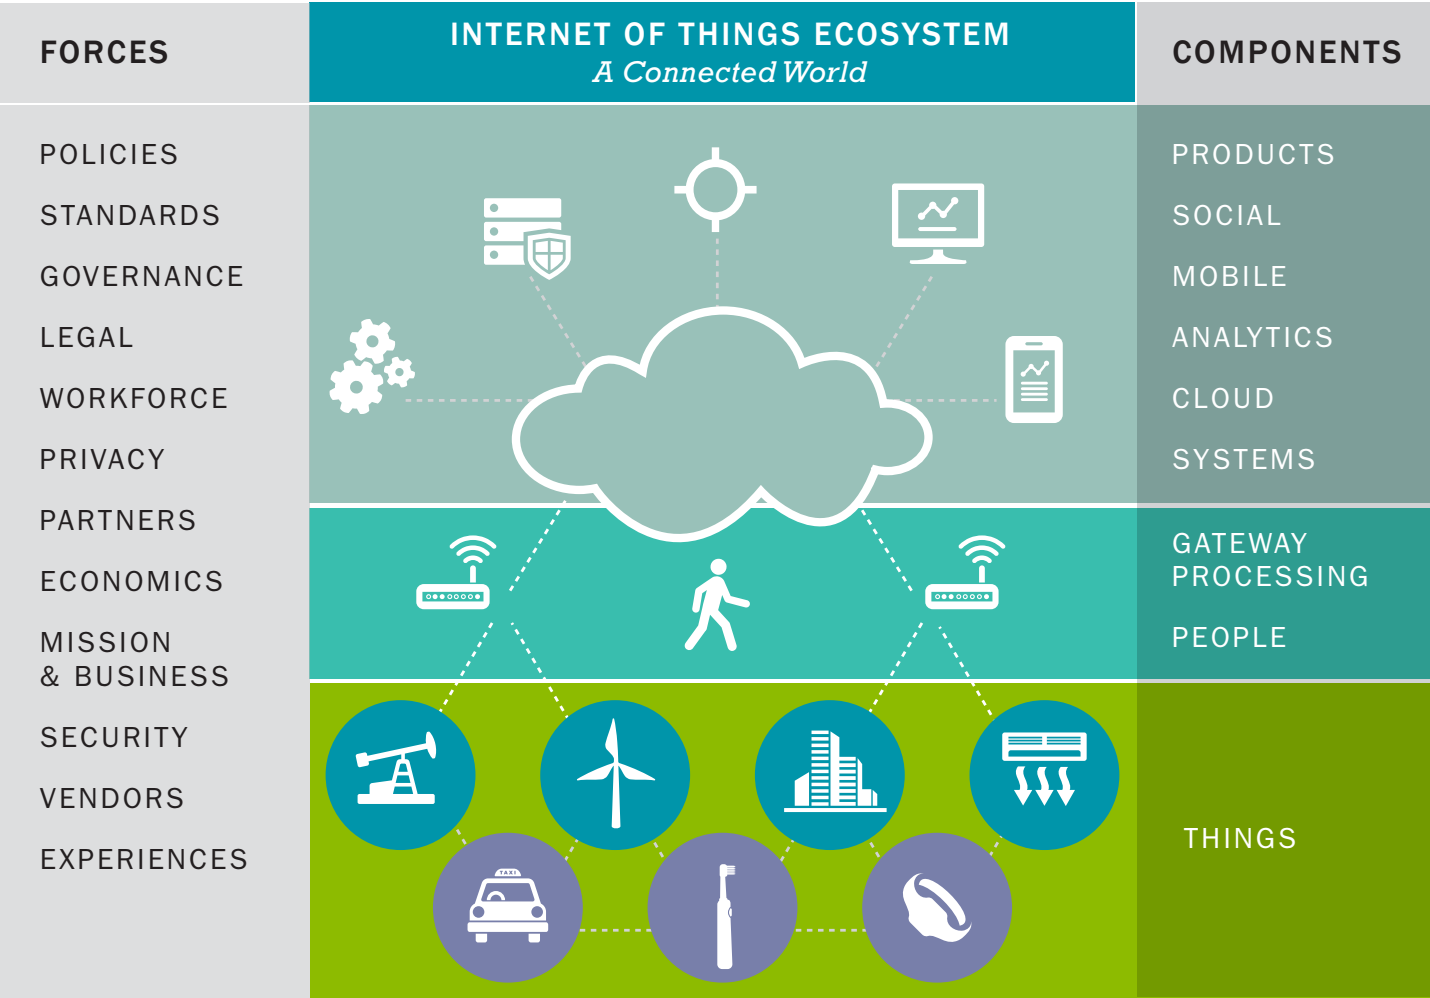 FORCES
INTERNET OF THINGS ECOSYSTEM
A Connected World
COMPONENTS
POLICIES
STANDARDS
GOVERNANCE
LEGAL
WORKFORCE
PRIVACY
PARTNERS
ECONOMICS
MISSION
& BUSINESS
SECURITY
VENDORS
EXPERIENCES
TAXI
PRODUCTS
SOCIAL
MOBILE
ANALYTICS
CLOUD
SYSTEMS
GATEWAY
PROCESSING
PEOPLE
THINGS